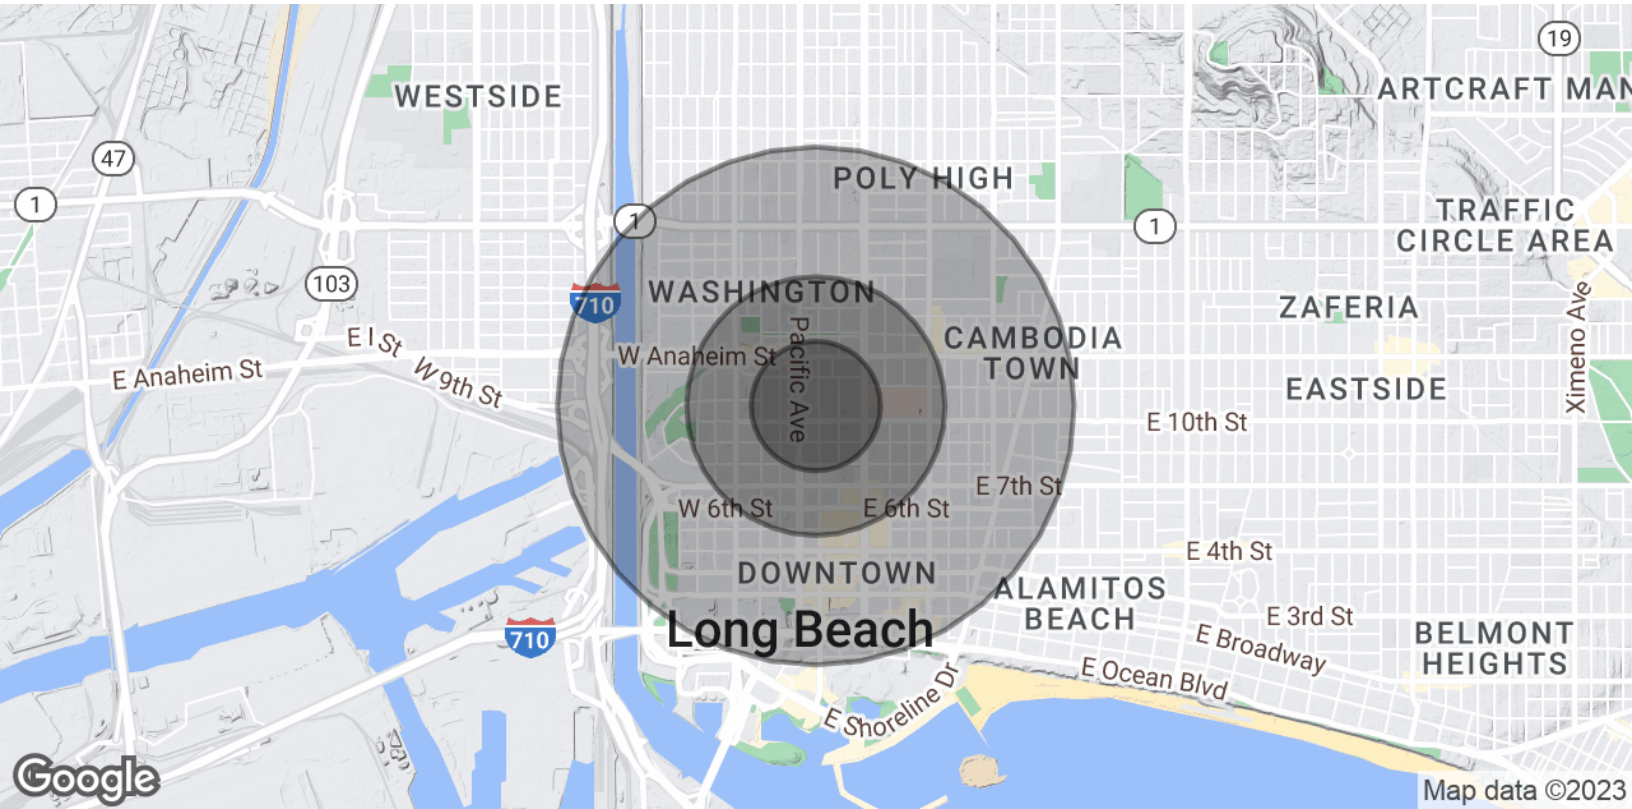 19
ARTCRAFT MAN
WESTSIDE
47
POLY HIGH
1
1
1
TRAFFIC
CIRCLE AREA
103
WASHINGTON
710
ZAFERIA
Ximeno Ave
E I St
W Anaheim St
Pacific Ave
CAMBODIA
TOWN
E Anaheim St
W 9th St
EASTSIDE
E 10th St
E 7th St
W 6th St
E 6th St
E 4th St
DOWNTOWN
ALAMITOS
BEACH
E 3rd St
Long Beach
710
E Broadway
BELMONT
HEIGHTS
E Ocean Blvd
E Shoreline Dr
Google
Map data ©2023